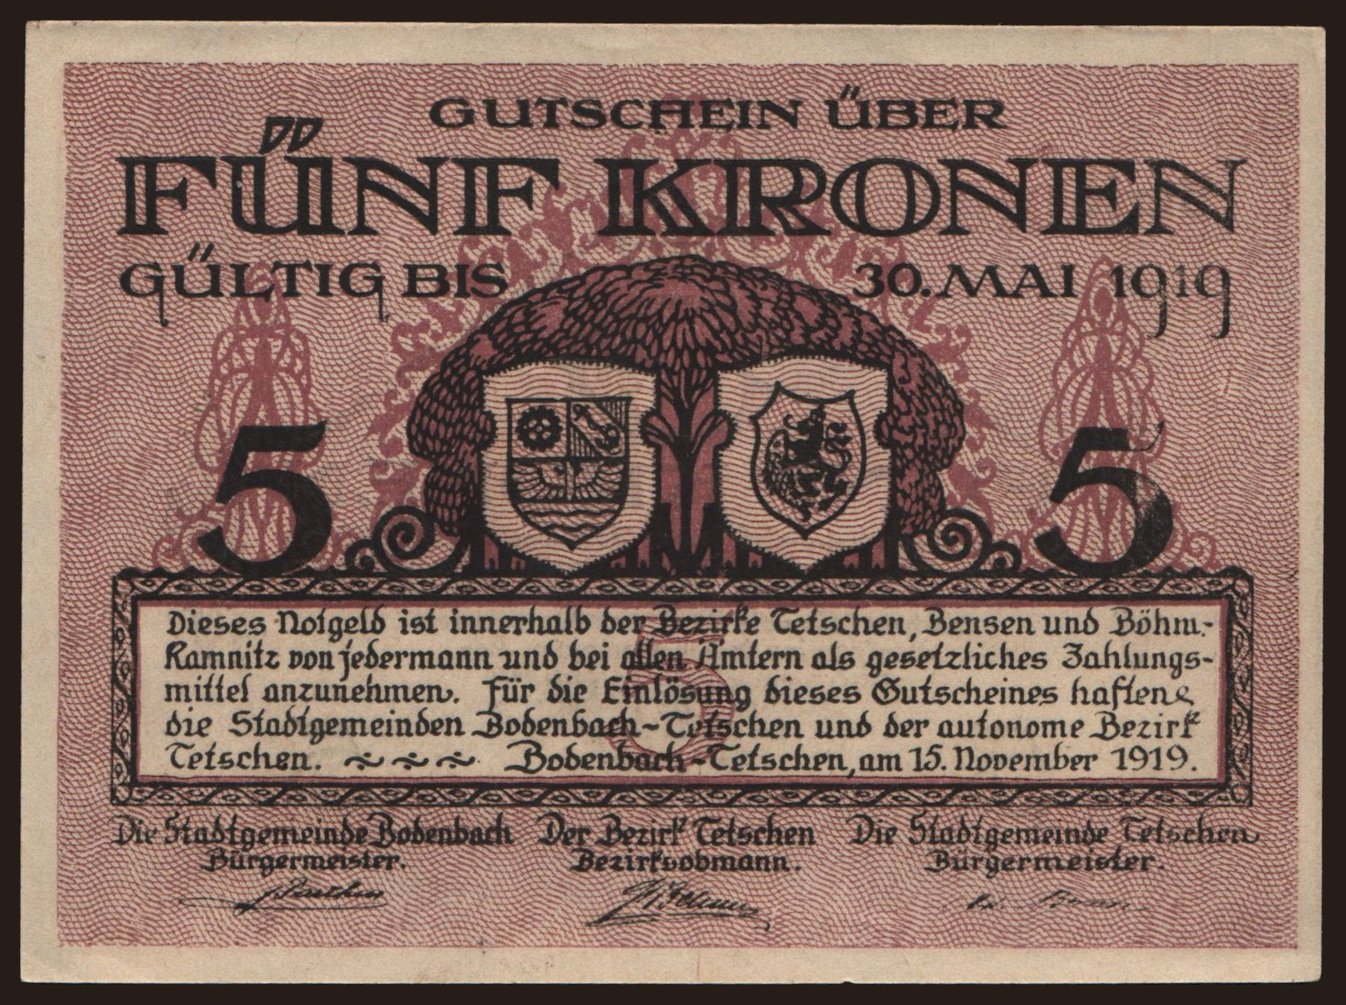 GUTSCHEIN ÜBER
FÜNF KRONEN
GÜLTIG BIS 30. MAI 1919
5 5
Dieses Notgeld ist innerhalb der Bezirke Tetschen, Bensen und Böhm.-
Kamnitz von jedermann und bei allen Ämtern als gesetzliches Zahlungs-
mittel anzunehmen. Für die Einlösung dieses Gutscheines haften
die Stadtgemeinden Bodenbach-Tetschen und der autonome Bezirk
Tetschen. Bodenbach-Tetschen, am 15. November 1919.
5
Die Stadtgemeinde Bodenbach Der Bezirk Tetschen Die Stadtgemeinde Tetschen
Bürgermeister. Bezirksobmann. Bürgermeister.